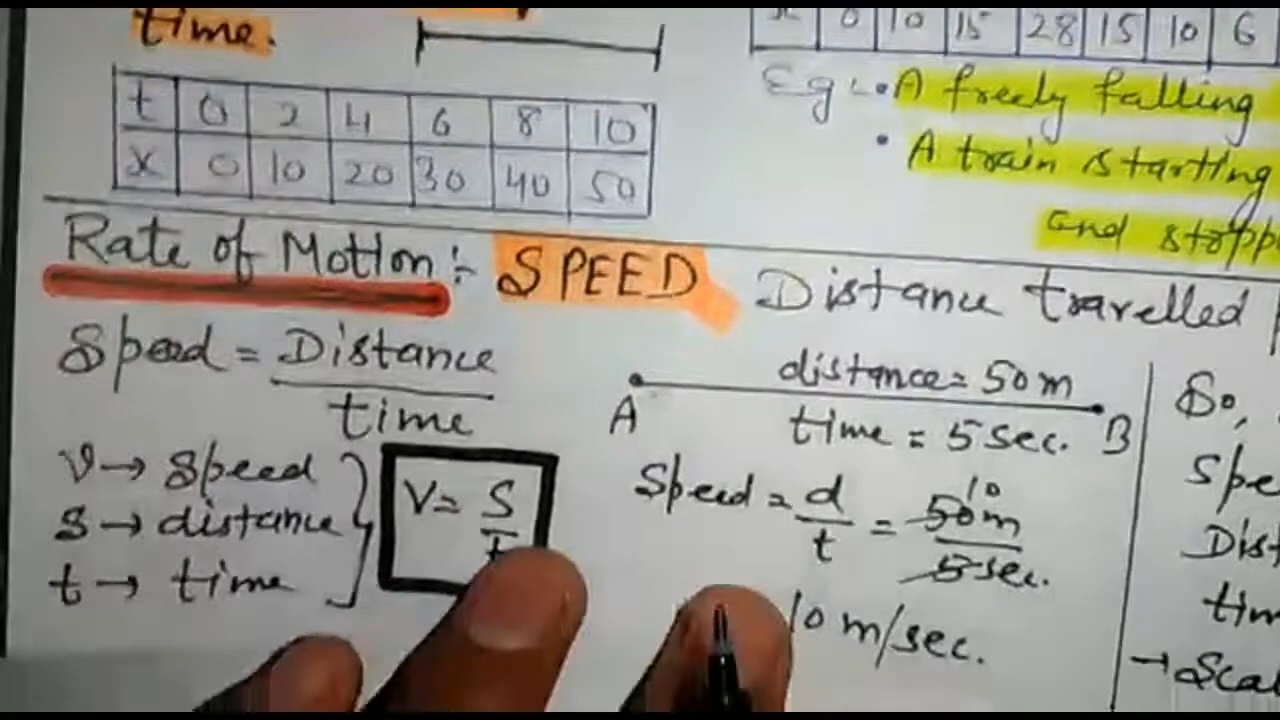 time.
t 0 2 4 6 8 10
x 0 10 20 30 40 50
x 0 10 15 28 15 10 6
Eg:. • A freely falling
• A train starting
and stopp
Rate of Motion:- SPEED
Distance travelled
Speed = Distance
time
v → speed
s → distance
t → time
V= S
t
distance = 50m
A B
time = 5 sec.
Speed = d = 50m 10
t 5 sec.
10 m/sec.
So,
Spe
Dist
tim
→ Scal